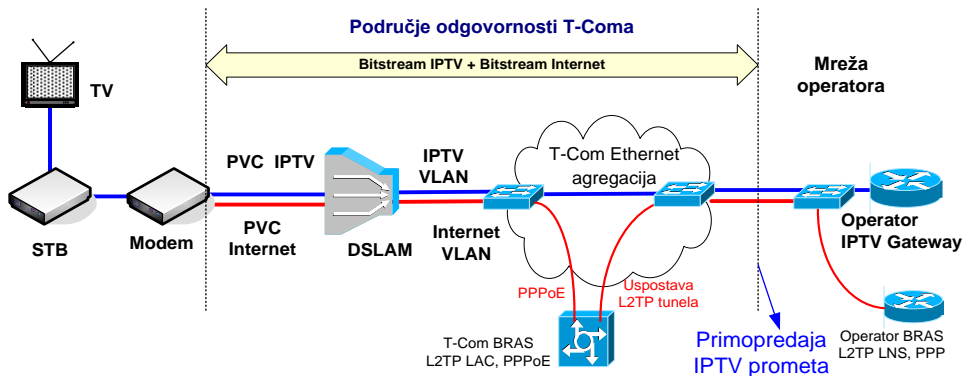 Područje odgovornosti T-Coma
Bitstream IPTV + Bitstream Internet
Mreža
operatora
TV
PVC IPTV
IPTV
VLAN
T-Com Ethernet
agregacija
STB
Modem
PVC
Internet
DSLAM
Internet
VLAN
Operator
IPTV Gateway
PPPoE
Uspostava
L2TP tunela
T-Com BRAS
L2TP LAC, PPPoE
Primopredaja
IPTV prometa
Operator BRAS
L2TP LNS, PPP